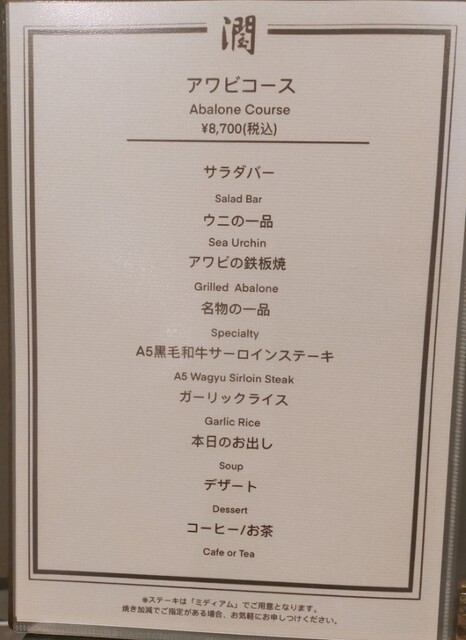 潤
アワビコース
Abalone Course
¥8,700(税込)
サラダバー
Salad Bar
ウニの一品
Sea Urchin
アワビの鉄板焼
Grilled Abalone
名物の一品
Specialty
A5黒毛和牛サーロインステーキ
A5 Wagyu Sirloin Steak
ガーリックライス
Garlic Rice
本日のお出し
Soup
デザート
Dessert
コーヒー/お茶
Cafe or Tea
※ステーキは「ミディアム」でご用意となります。
焼き加減でご指定がある場合、お気軽にお申しつけください。